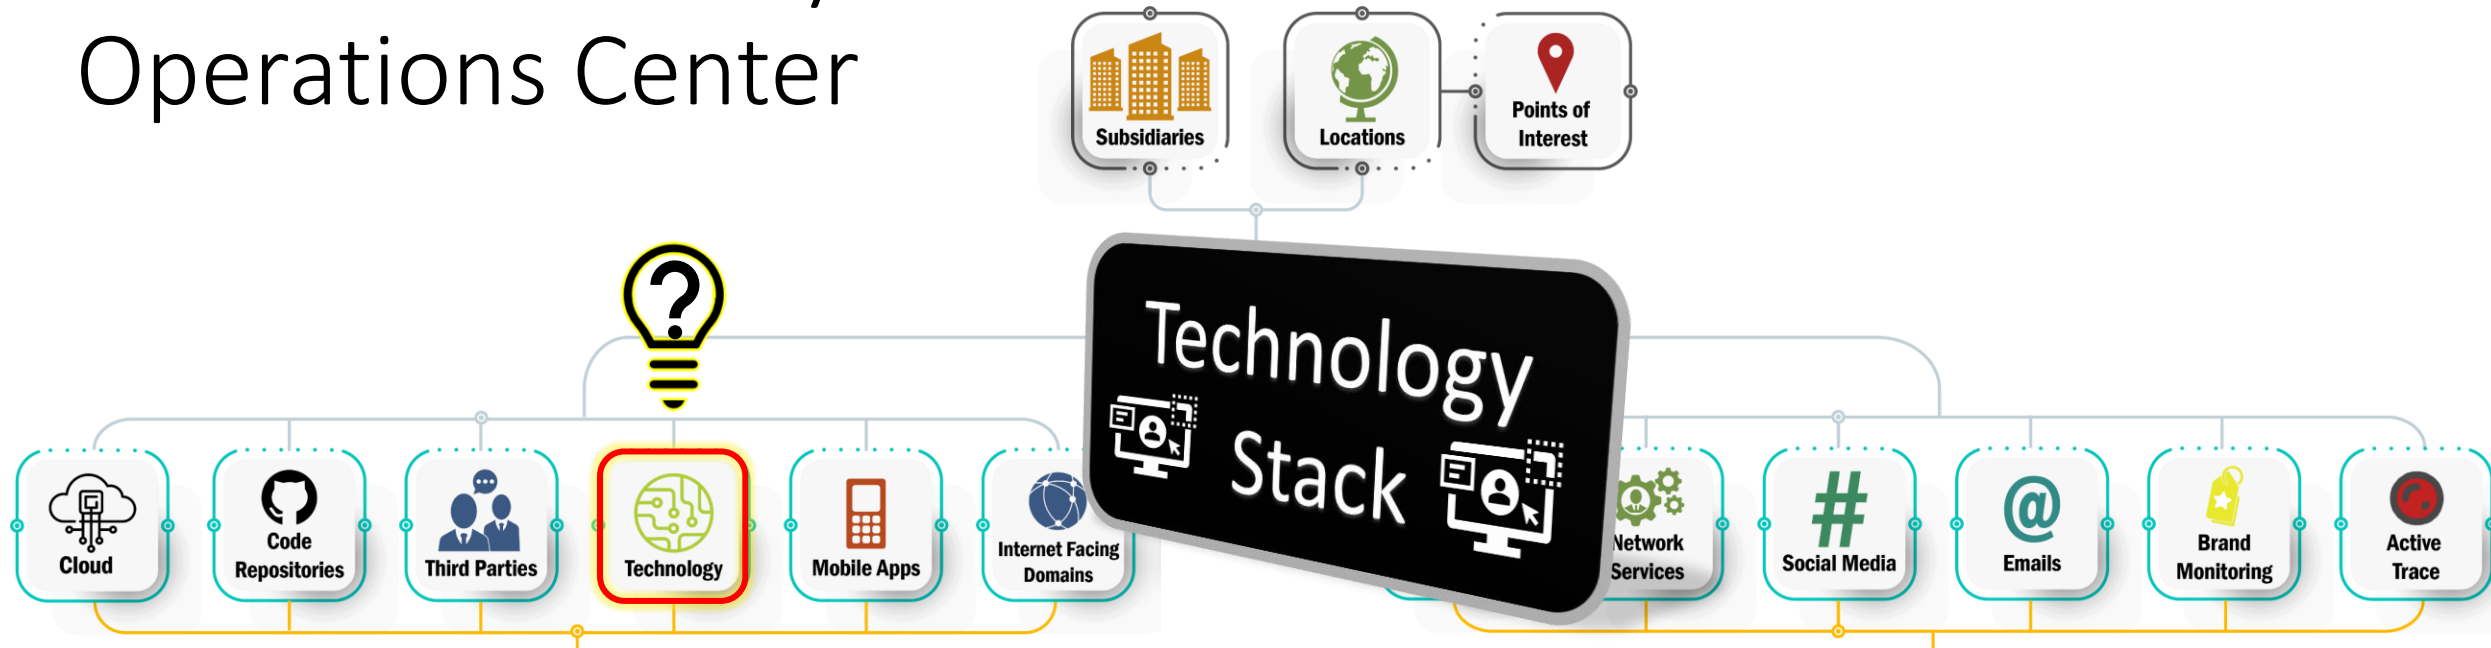 Operations Center
Subsidiaries
Locations
Points of
Interest
?
Technology
Stack
Cloud
Code
Repositories
Third Parties
Technology
Mobile Apps
Internet Facing
Domains
Network
Services
#
Social Media
@
Emails
Brand
Monitoring
Active
Trace